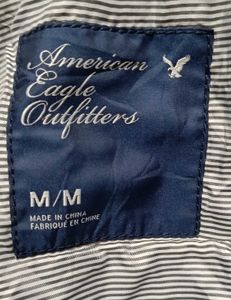 American
Eagle
Outfitters
M/M
MADE IN CHINA
FABRIQUÉ EN CHINE